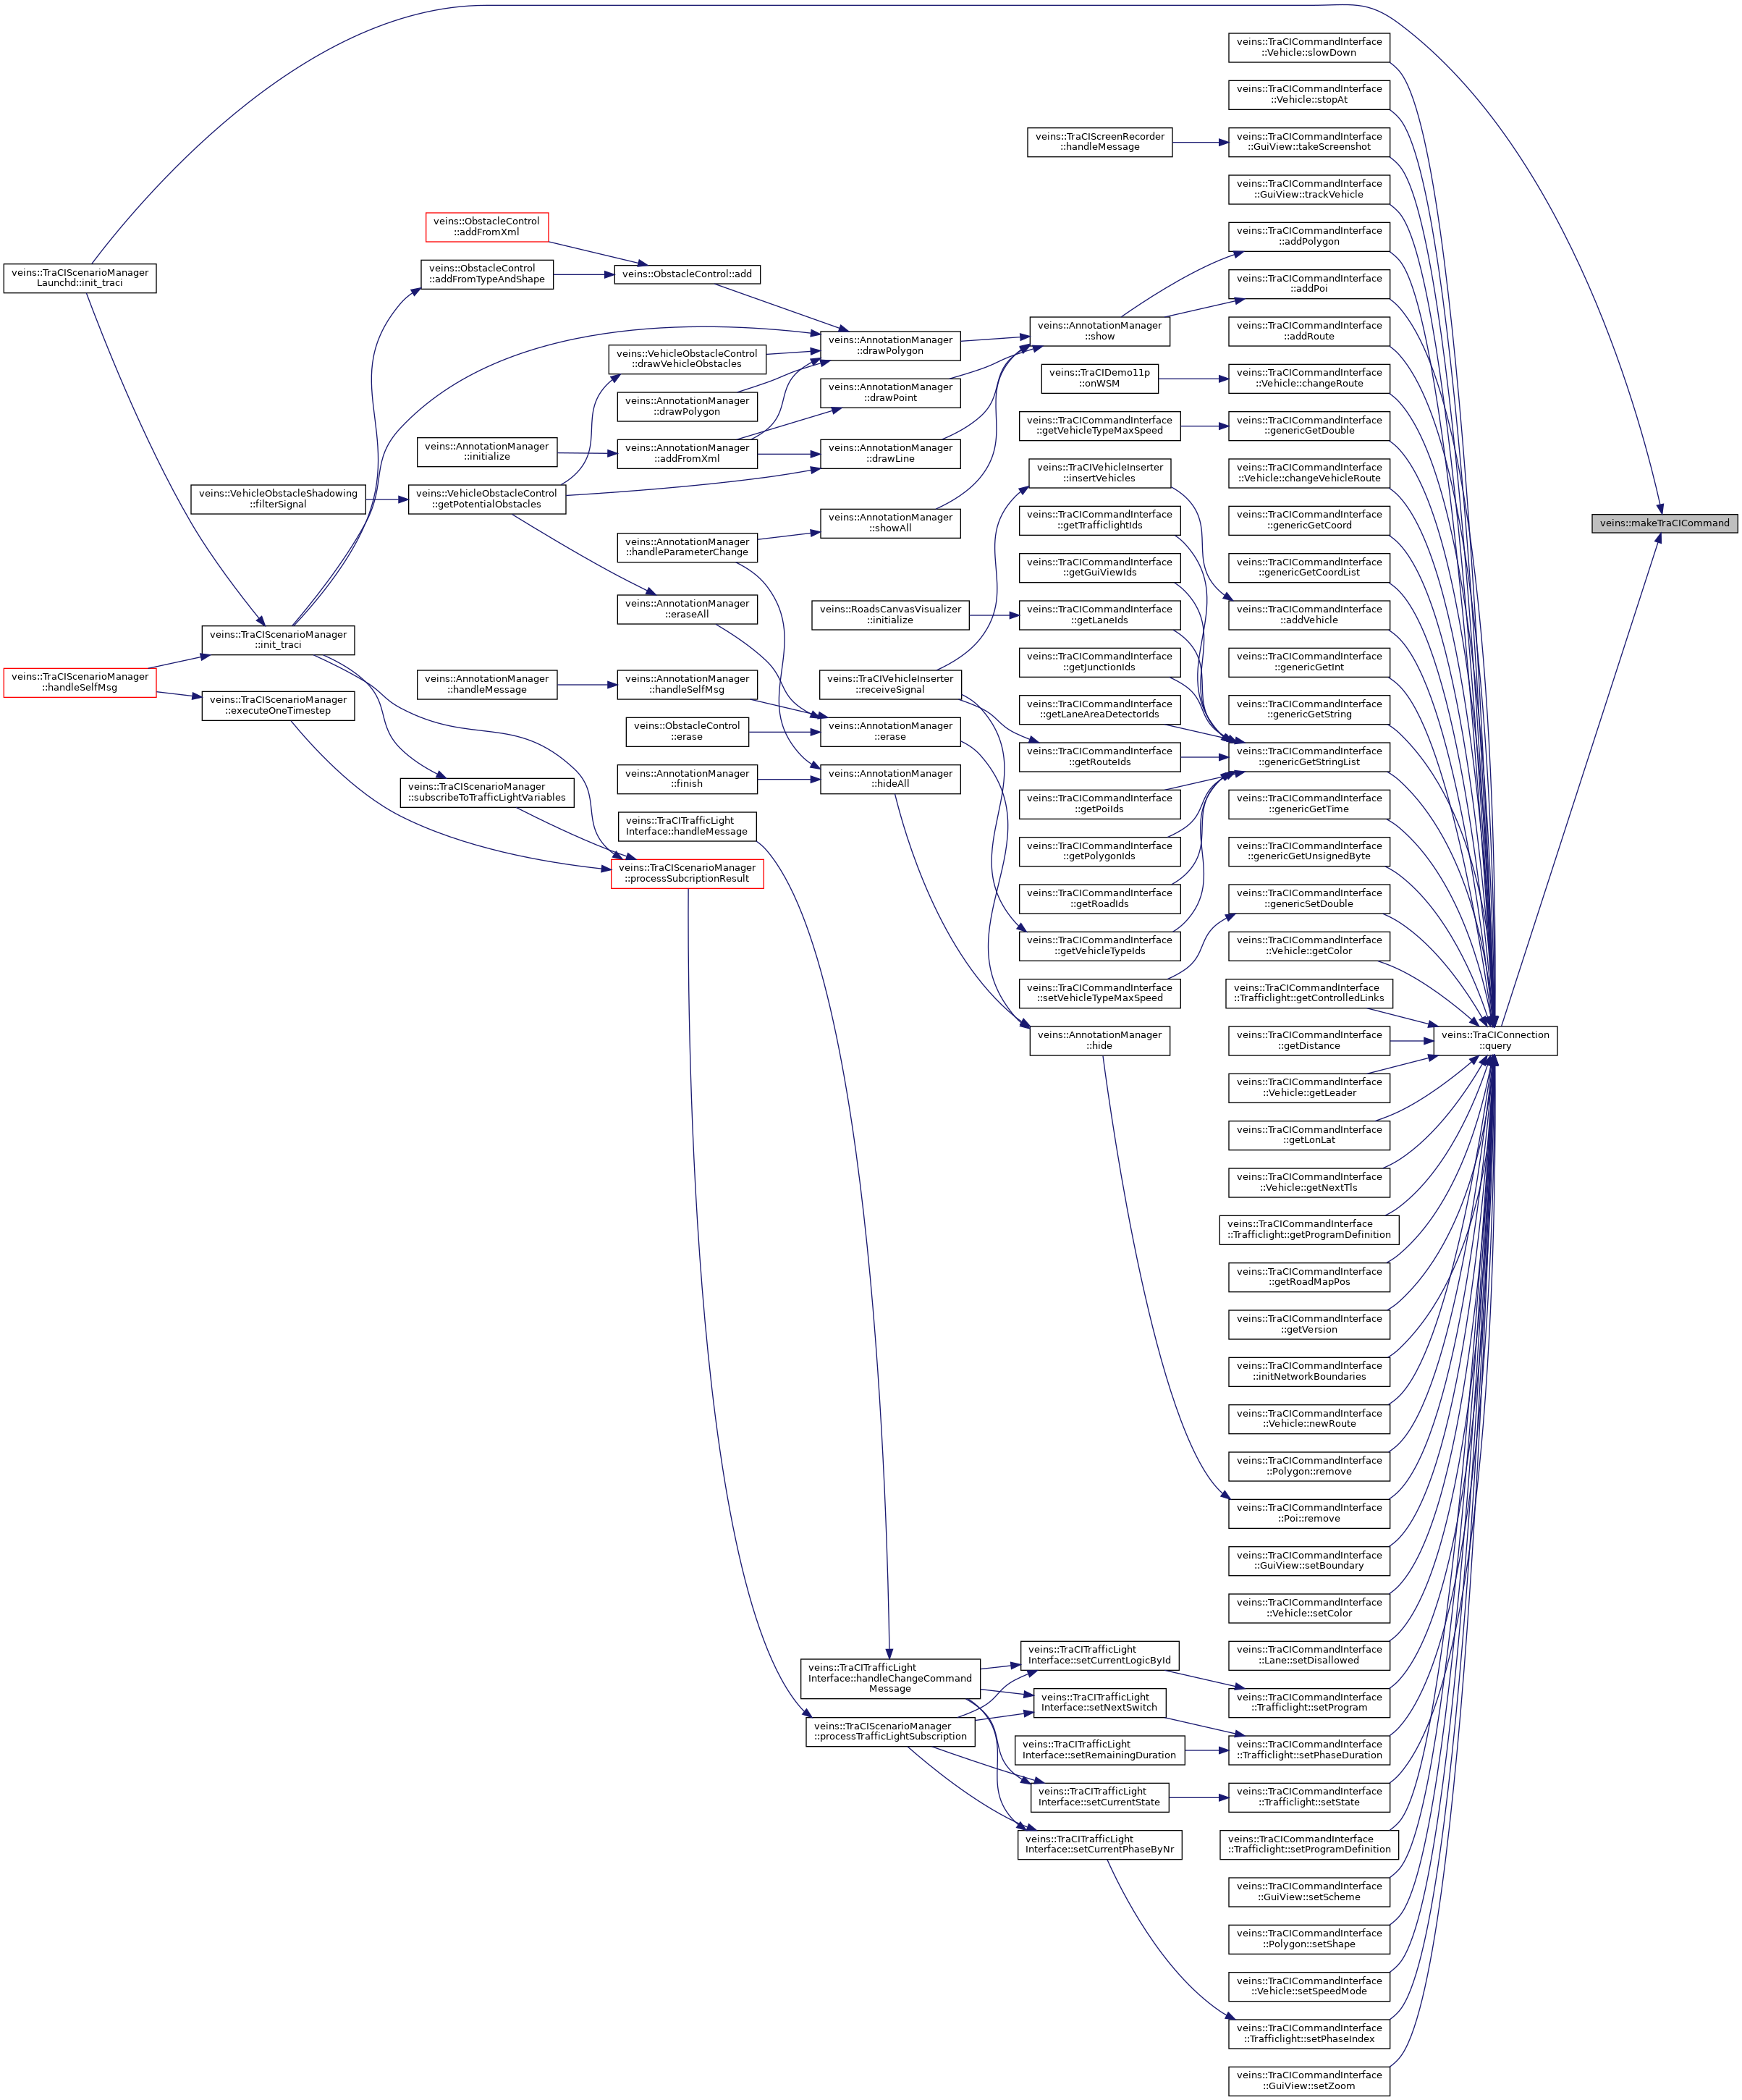 veins::TraCIScenarioManager
Launchd::init_traci
veins::TraCIScenarioManager
::handleSelfMsg
veins::VehicleObstacleShadowing
::filterSignal
veins::TraCIScenarioManager
::init_traci
veins::TraCIScenarioManager
::executeOneTimestep
veins::ObstacleControl
::addFromXml
veins::ObstacleControl
::addFromTypeAndShape
veins::AnnotationManager
::initialize
veins::VehicleObstacleControl
::getPotentialObstacles
veins::AnnotationManager
::handleMessage
veins::TraCIScenarioManager
::subscribeToTrafficLightVariables
veins::ObstacleControl::add
veins::VehicleObstacleControl
::drawVehicleObstacles
veins::AnnotationManager
::drawPolygon
veins::AnnotationManager
::addFromXml
veins::AnnotationManager
::handleParameterChange
veins::AnnotationManager
::eraseAll
veins::AnnotationManager
::handleSelfMsg
veins::ObstacleControl
::erase
veins::AnnotationManager
::finish
veins::TraCITrafficLight
Interface::handleMessage
veins::TraCIScenarioManager
::processSubcriptionResult
veins::AnnotationManager
::drawPolygon
veins::AnnotationManager
::drawPoint
veins::AnnotationManager
::drawLine
veins::AnnotationManager
::showAll
veins::RoadsCanvasVisualizer
::initialize
veins::TraCIVehicleInserter
::receiveSignal
veins::AnnotationManager
::erase
veins::AnnotationManager
::hideAll
veins::TraCITrafficLight
Interface::handleChangeCommand
Message
veins::TraCIScenarioManager
::processTrafficLightSubscription
veins::TraCIScreenRecorder
::handleMessage
veins::AnnotationManager
::show
veins::TraCIDemo11p
::onWSM
veins::TraCICommandInterface
::getVehicleTypeMaxSpeed
veins::TraCIVehicleInserter
::insertVehicles
veins::TraCICommandInterface
::getTrafficlightIds
veins::TraCICommandInterface
::getGuiViewIds
veins::TraCICommandInterface
::getLaneIds
veins::TraCICommandInterface
::getJunctionIds
veins::TraCICommandInterface
::getLaneAreaDetectorIds
veins::TraCICommandInterface
::getRouteIds
veins::TraCICommandInterface
::getPoiIds
veins::TraCICommandInterface
::getPolygonIds
veins::TraCICommandInterface
::getRoadIds
veins::TraCICommandInterface
::getVehicleTypeIds
veins::TraCICommandInterface
::setVehicleTypeMaxSpeed
veins::AnnotationManager
::hide
veins::TraCITrafficLight
Interface::setCurrentLogicById
veins::TraCITrafficLight
Interface::setNextSwitch
veins::TraCITrafficLight
Interface::setRemainingDuration
veins::TraCITrafficLight
Interface::setCurrentState
veins::TraCITrafficLight
Interface::setCurrentPhaseByNr
veins::TraCICommandInterface
::Vehicle::slowDown
veins::TraCICommandInterface
::Vehicle::stopAt
veins::TraCICommandInterface
::GuiView::takeScreenshot
veins::TraCICommandInterface
::GuiView::trackVehicle
veins::TraCICommandInterface
::addPolygon
veins::TraCICommandInterface
::addPoi
veins::TraCICommandInterface
::addRoute
veins::TraCICommandInterface
::Vehicle::changeRoute
veins::TraCICommandInterface
::genericGetDouble
veins::TraCICommandInterface
::Vehicle::changeVehicleRoute
veins::TraCICommandInterface
::genericGetCoord
veins::TraCICommandInterface
::genericGetCoordList
veins::TraCICommandInterface
::addVehicle
veins::TraCICommandInterface
::genericGetInt
veins::TraCICommandInterface
::genericGetString
veins::TraCICommandInterface
::genericGetStringList
veins::TraCICommandInterface
::genericGetTime
veins::TraCICommandInterface
::genericGetUnsignedByte
veins::TraCICommandInterface
::genericSetDouble
veins::TraCICommandInterface
::Vehicle::getColor
veins::TraCICommandInterface
::Trafficlight::getControlledLinks
veins::TraCICommandInterface
::getDistance
veins::TraCICommandInterface
::Vehicle::getLeader
veins::TraCICommandInterface
::getLonLat
veins::TraCICommandInterface
::Vehicle::getNextTls
veins::TraCICommandInterface
::Trafficlight::getProgramDefinition
veins::TraCICommandInterface
::getRoadMapPos
veins::TraCICommandInterface
::getVersion
veins::TraCICommandInterface
::initNetworkBoundaries
veins::TraCICommandInterface
::Vehicle::newRoute
veins::TraCICommandInterface
::Polygon::remove
veins::TraCICommandInterface
::Poi::remove
veins::TraCICommandInterface
::GuiView::setBoundary
veins::TraCICommandInterface
::Vehicle::setColor
veins::TraCICommandInterface
::Lane::setDisallowed
veins::TraCICommandInterface
::Trafficlight::setProgram
veins::TraCICommandInterface
::Trafficlight::setPhaseDuration
veins::TraCICommandInterface
::Trafficlight::setState
veins::TraCICommandInterface
::Trafficlight::setProgramDefinition
veins::TraCICommandInterface
::GuiView::setScheme
veins::TraCICommandInterface
::Polygon::setShape
veins::TraCICommandInterface
::Vehicle::setSpeedMode
veins::TraCICommandInterface
::Trafficlight::setPhaseIndex
veins::TraCICommandInterface
::GuiView::setZoom
veins::TraCIConnection
::query
veins::makeTraCICommand